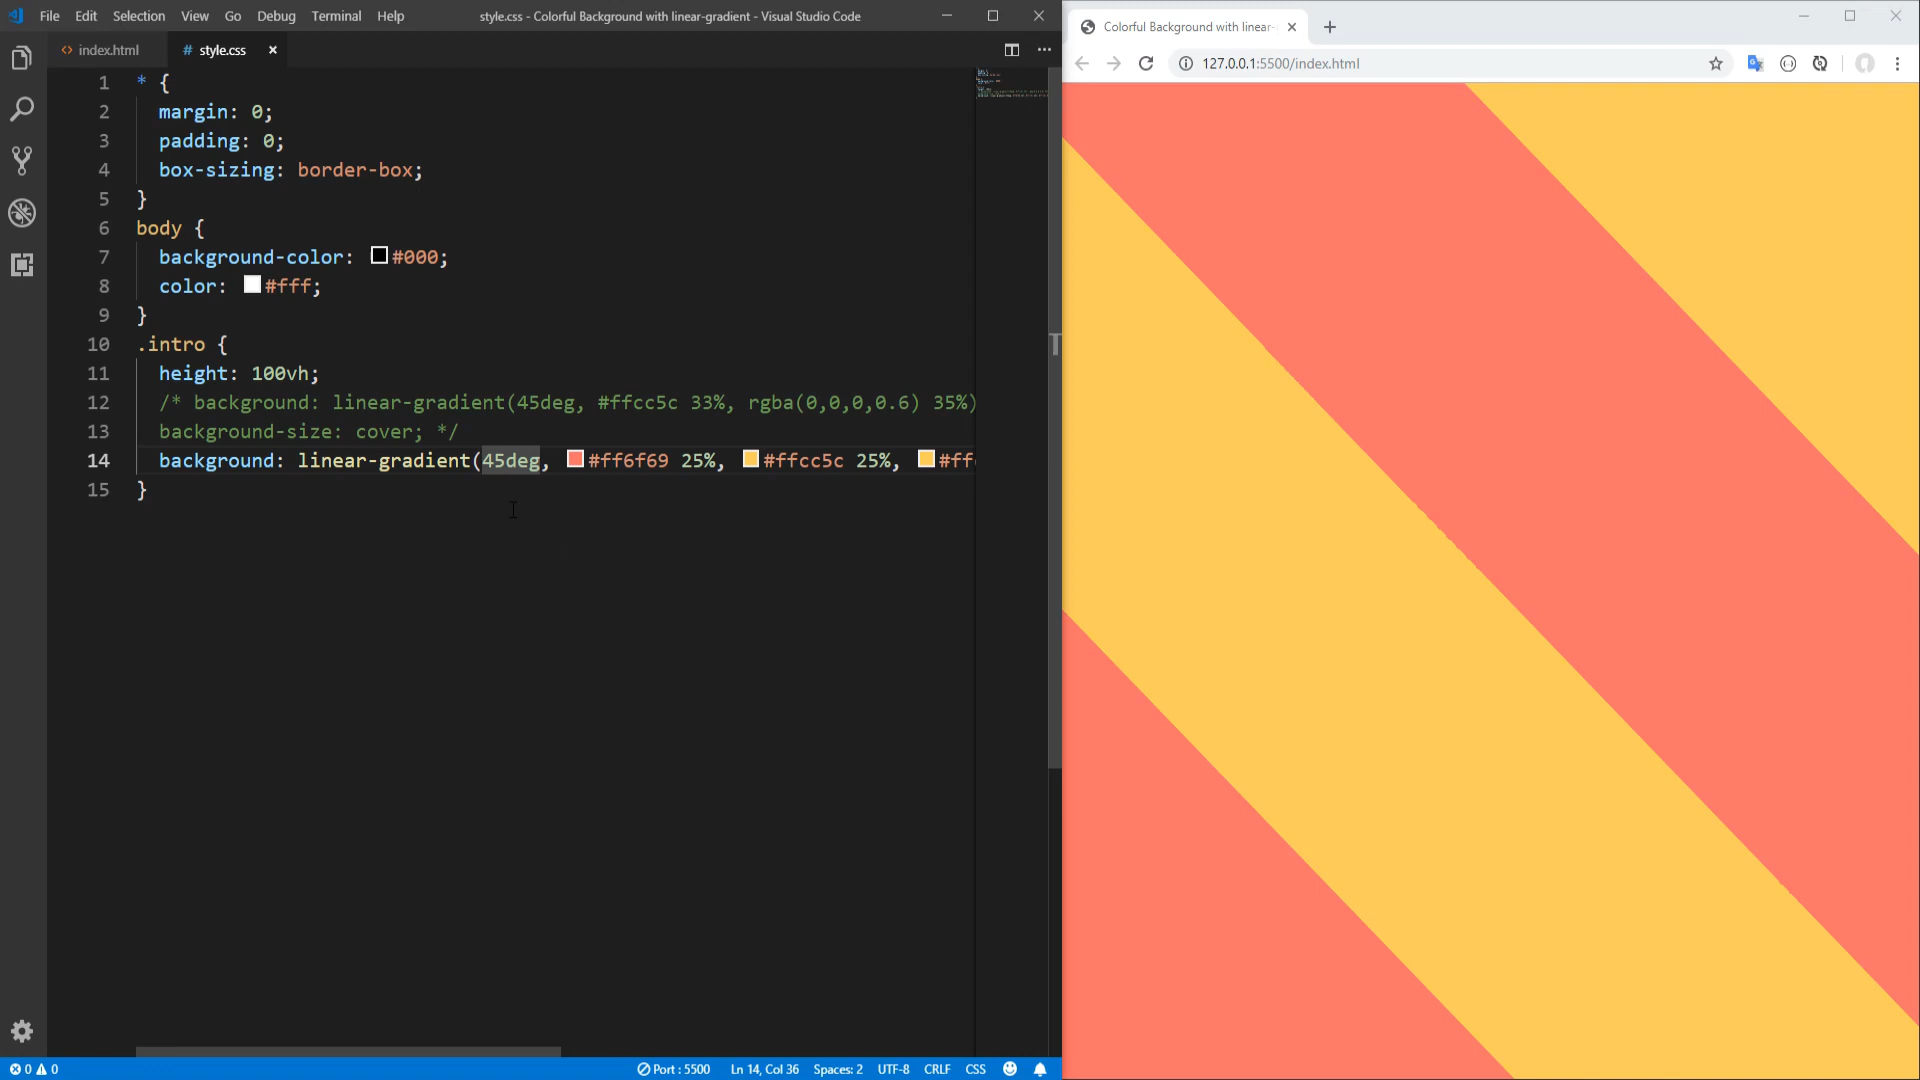 File Edit Selection View Go Debug Terminal Help
style.css - Colorful Background with linear-gradient - Visual Studio Code
index.html
# style.css
1 * {
2 margin: 0;
3 padding: 0;
4 box-sizing: border-box;
5 }
6 body {
7 background-color: #000;
8 color: #fff;
9 }
10 .intro {
11 height: 100vh;
12 /* background: linear-gradient(45deg, #ffcc5c 33%, rgba(0,0,0,0.6) 35%)
13 background-size: cover; */
14 background: linear-gradient(45deg, #ff6f69 25%, #ffcc5c 25%, #ff
15 }
0 0
Port : 5500
Ln 14, Col 36
Spaces: 2
UTF-8
CRLF
CSS
Colorful Background with linear-
127.0.0.1:5500/index.html